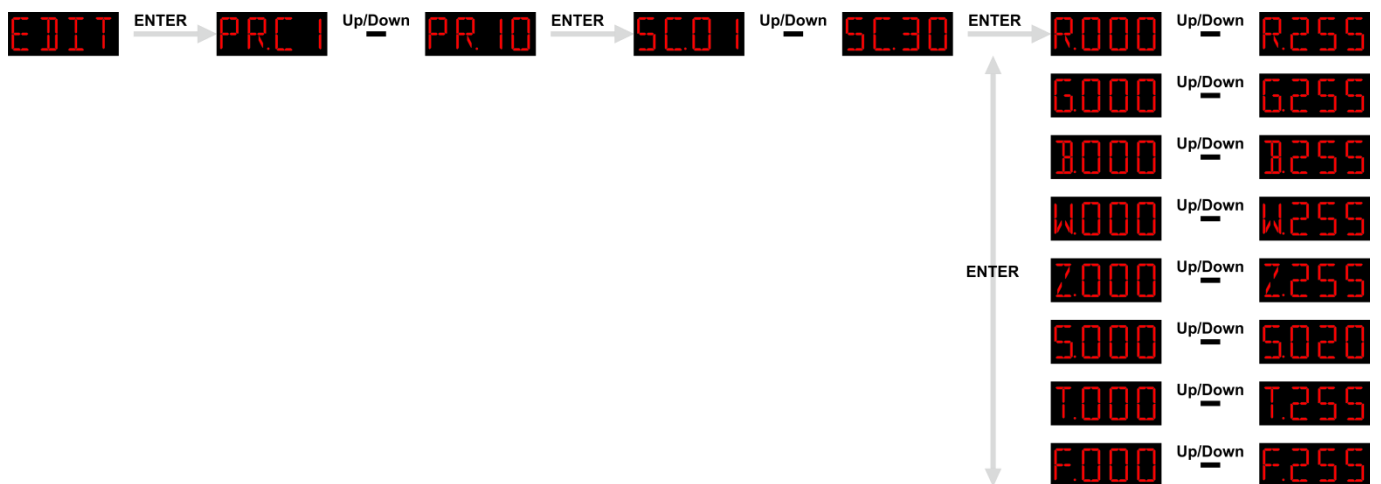 EDIT ENTER PR.C1 Up/Down PR.10 ENTER SC.01 Up/Down SC.30 ENTER R.000 Up/Down R.255
G.000 Up/Down G.255
B.000 Up/Down B.255
W.000 Up/Down W.255
ENTER Z.000 Up/Down Z.255
S.000 Up/Down S.020
T.000 Up/Down T.255
F.000 Up/Down F.255